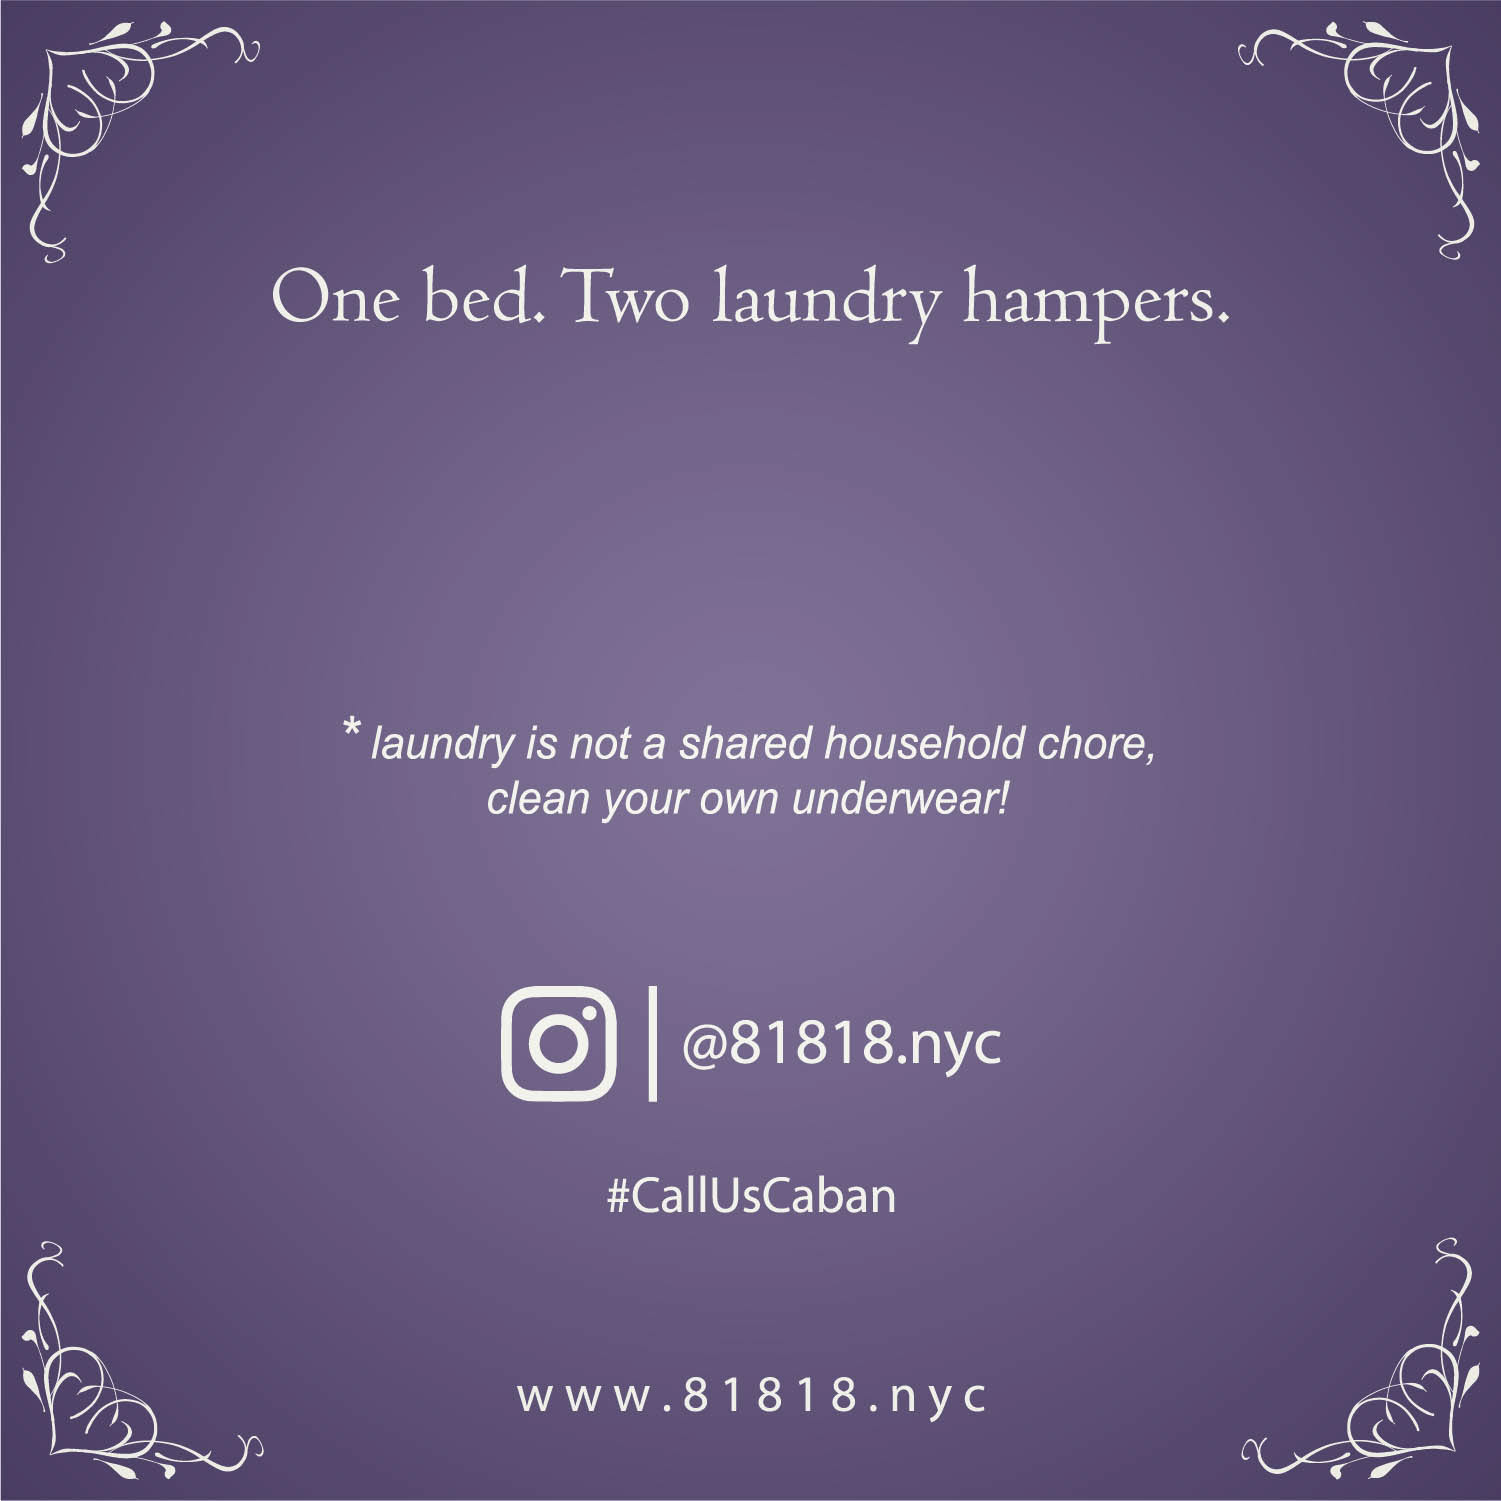 One bed. Two laundry hampers.
* laundry is not a shared household chore,
clean your own underwear!
@81818.nyc
#CallUsCaban
www.81818.nyc